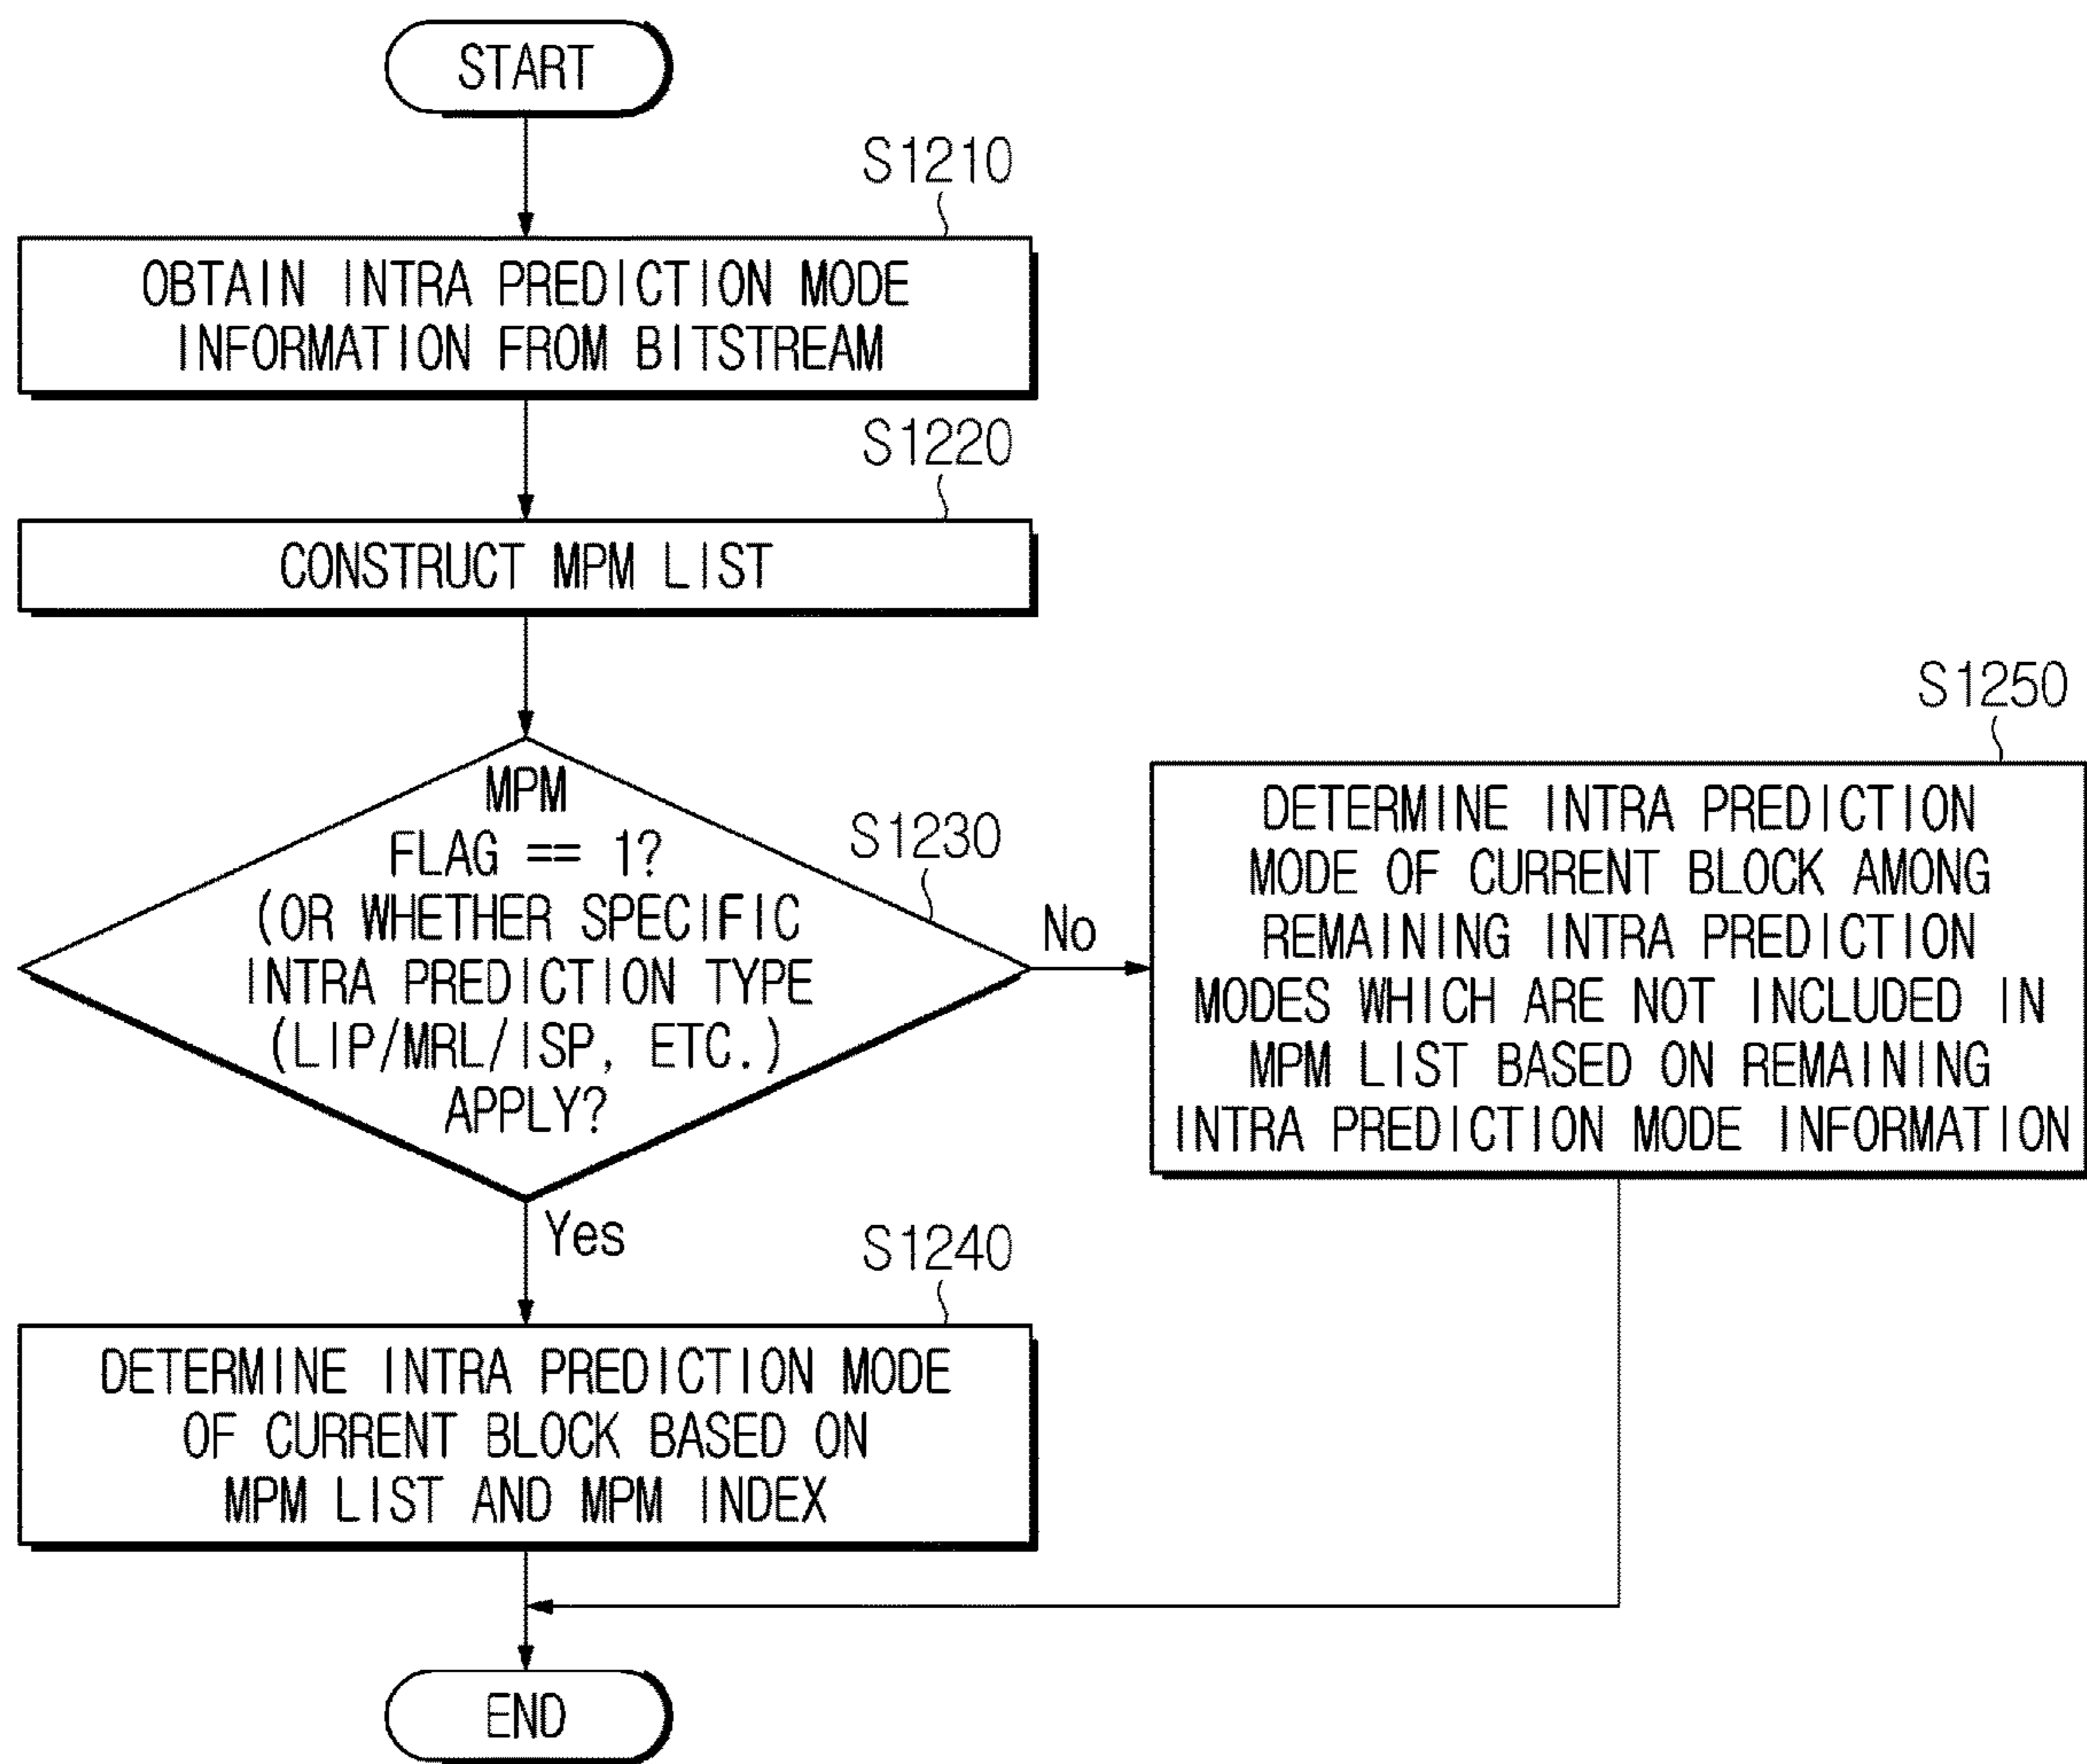 START
S1210
OBTAIN INTRA PREDICTION MODE
INFORMATION FROM BITSTREAM
S1220
CONSTRUCT MPM LIST
MPM
FLAG == 1?
(OR WHETHER SPECIFIC
INTRA PREDICTION TYPE
(LIP/MRL/ISP, ETC.)
APPLY?
S1230
No
Yes
S1250
DETERMINE INTRA PREDICTION
MODE OF CURRENT BLOCK AMONG
REMAINING INTRA PREDICTION
MODES WHICH ARE NOT INCLUDED IN
MPM LIST BASED ON REMAINING
INTRA PREDICTION MODE INFORMATION
S1240
DETERMINE INTRA PREDICTION MODE
OF CURRENT BLOCK BASED ON
MPM LIST AND MPM INDEX
END